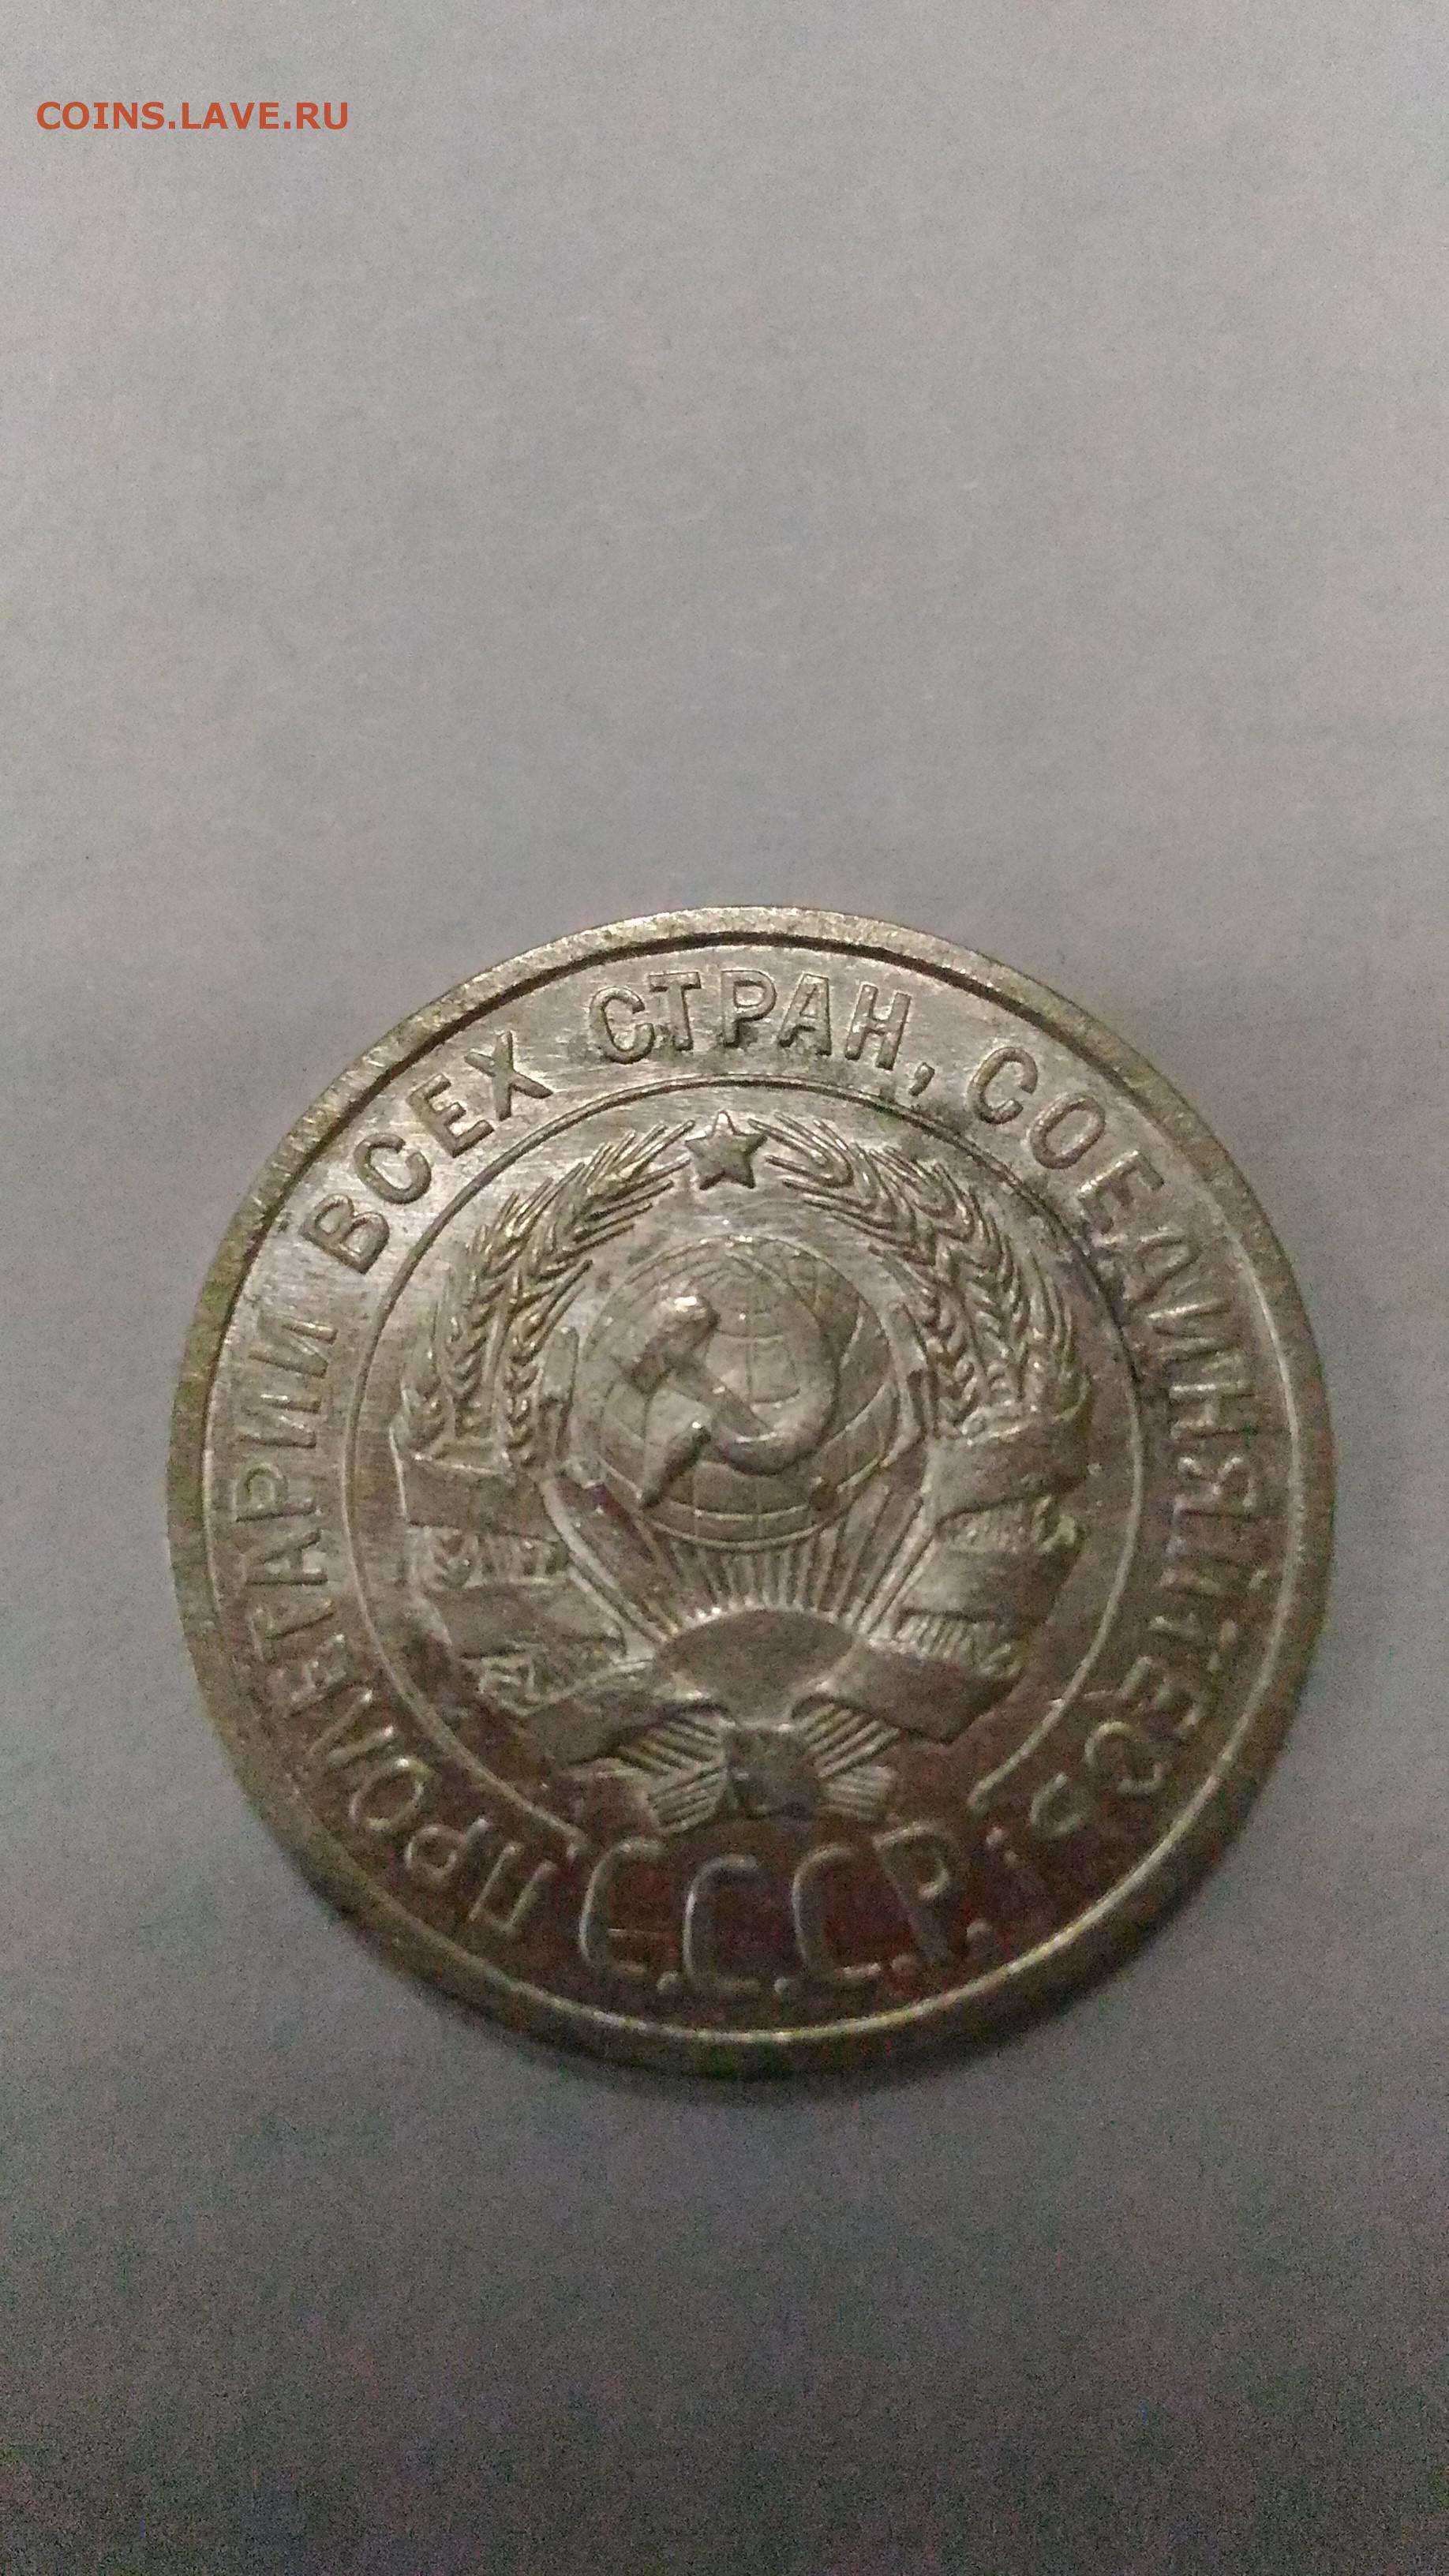 COINS.LAVE.RU
ПРОЛЕТАРИИ ВСЕХ СТРАН, СОЕДИНЯЙТЕСЬ!
С.С.С.Р.